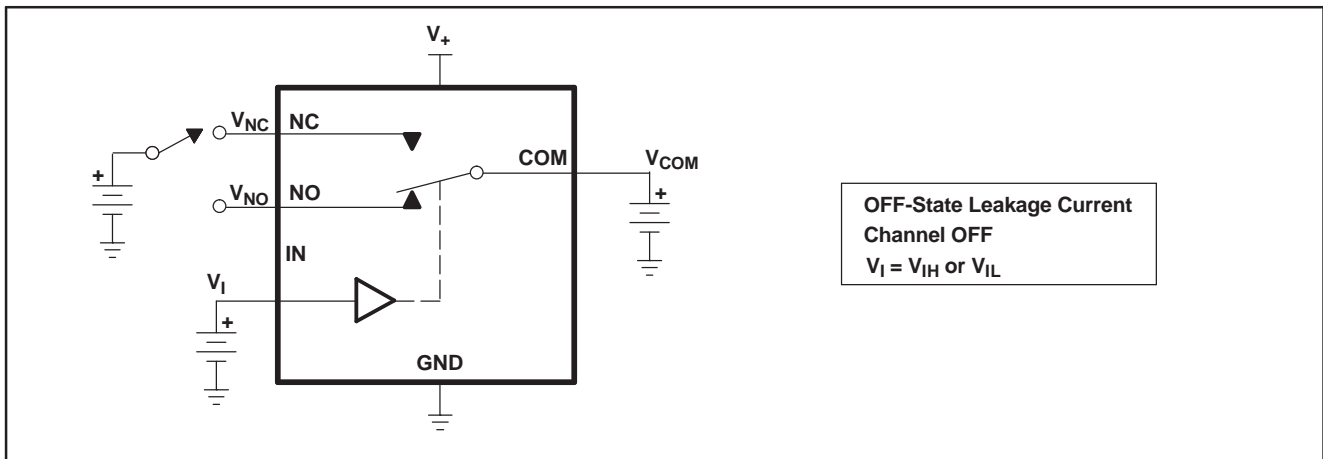 V+
VNC NC
COM VCOM
+
VNO NO
+
OFF-State Leakage Current
Channel OFF
VI = VIH or VIL
IN
VI
+
GND